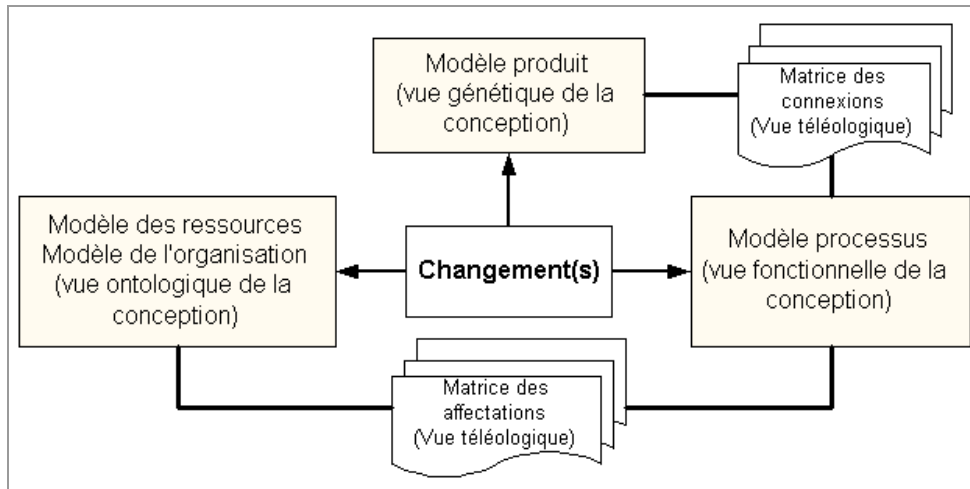 Modèle produit
(vue génétique de la
conception)
Matrice des
connexions
(Vue téléologique)
Modèle des ressources
Modèle de l'organisation
(vue ontologique de la
conception)
Changement(s)
Modèle processus
(vue fonctionnelle de la
conception)
Matrice des
affectations
(Vue téléologique)